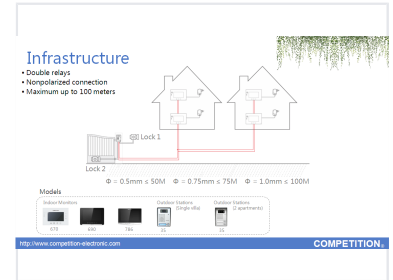 Infrastructure
• Double relays
• Nonpolarized connection
• Maximum up to 100 meters
Lock 1
Lock 2
Φ = 0.5mm ≤ 50M Φ = 0.75mm ≤ 75M Φ = 1.0mm ≤ 100M
Models
Indoor Monitors
Outdoor Stations
(Single villa)
Outdoor Stations
(2 apartments)
http://www.competition-electronic.com
COMPETITION